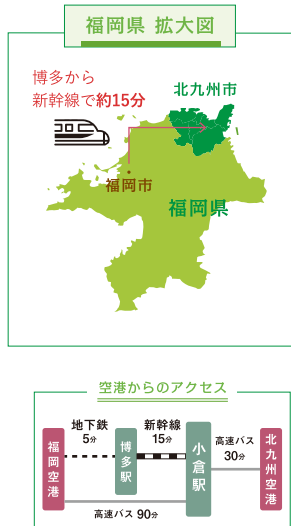 福岡県 拡大図
博多から
新幹線で約15分
北九州市
福岡市
福岡県
空港からのアクセス
地下鉄
5分
新幹線
15分
高速バス
30分
福岡空港
博多駅
小倉駅
北九州空港
高速バス 90分